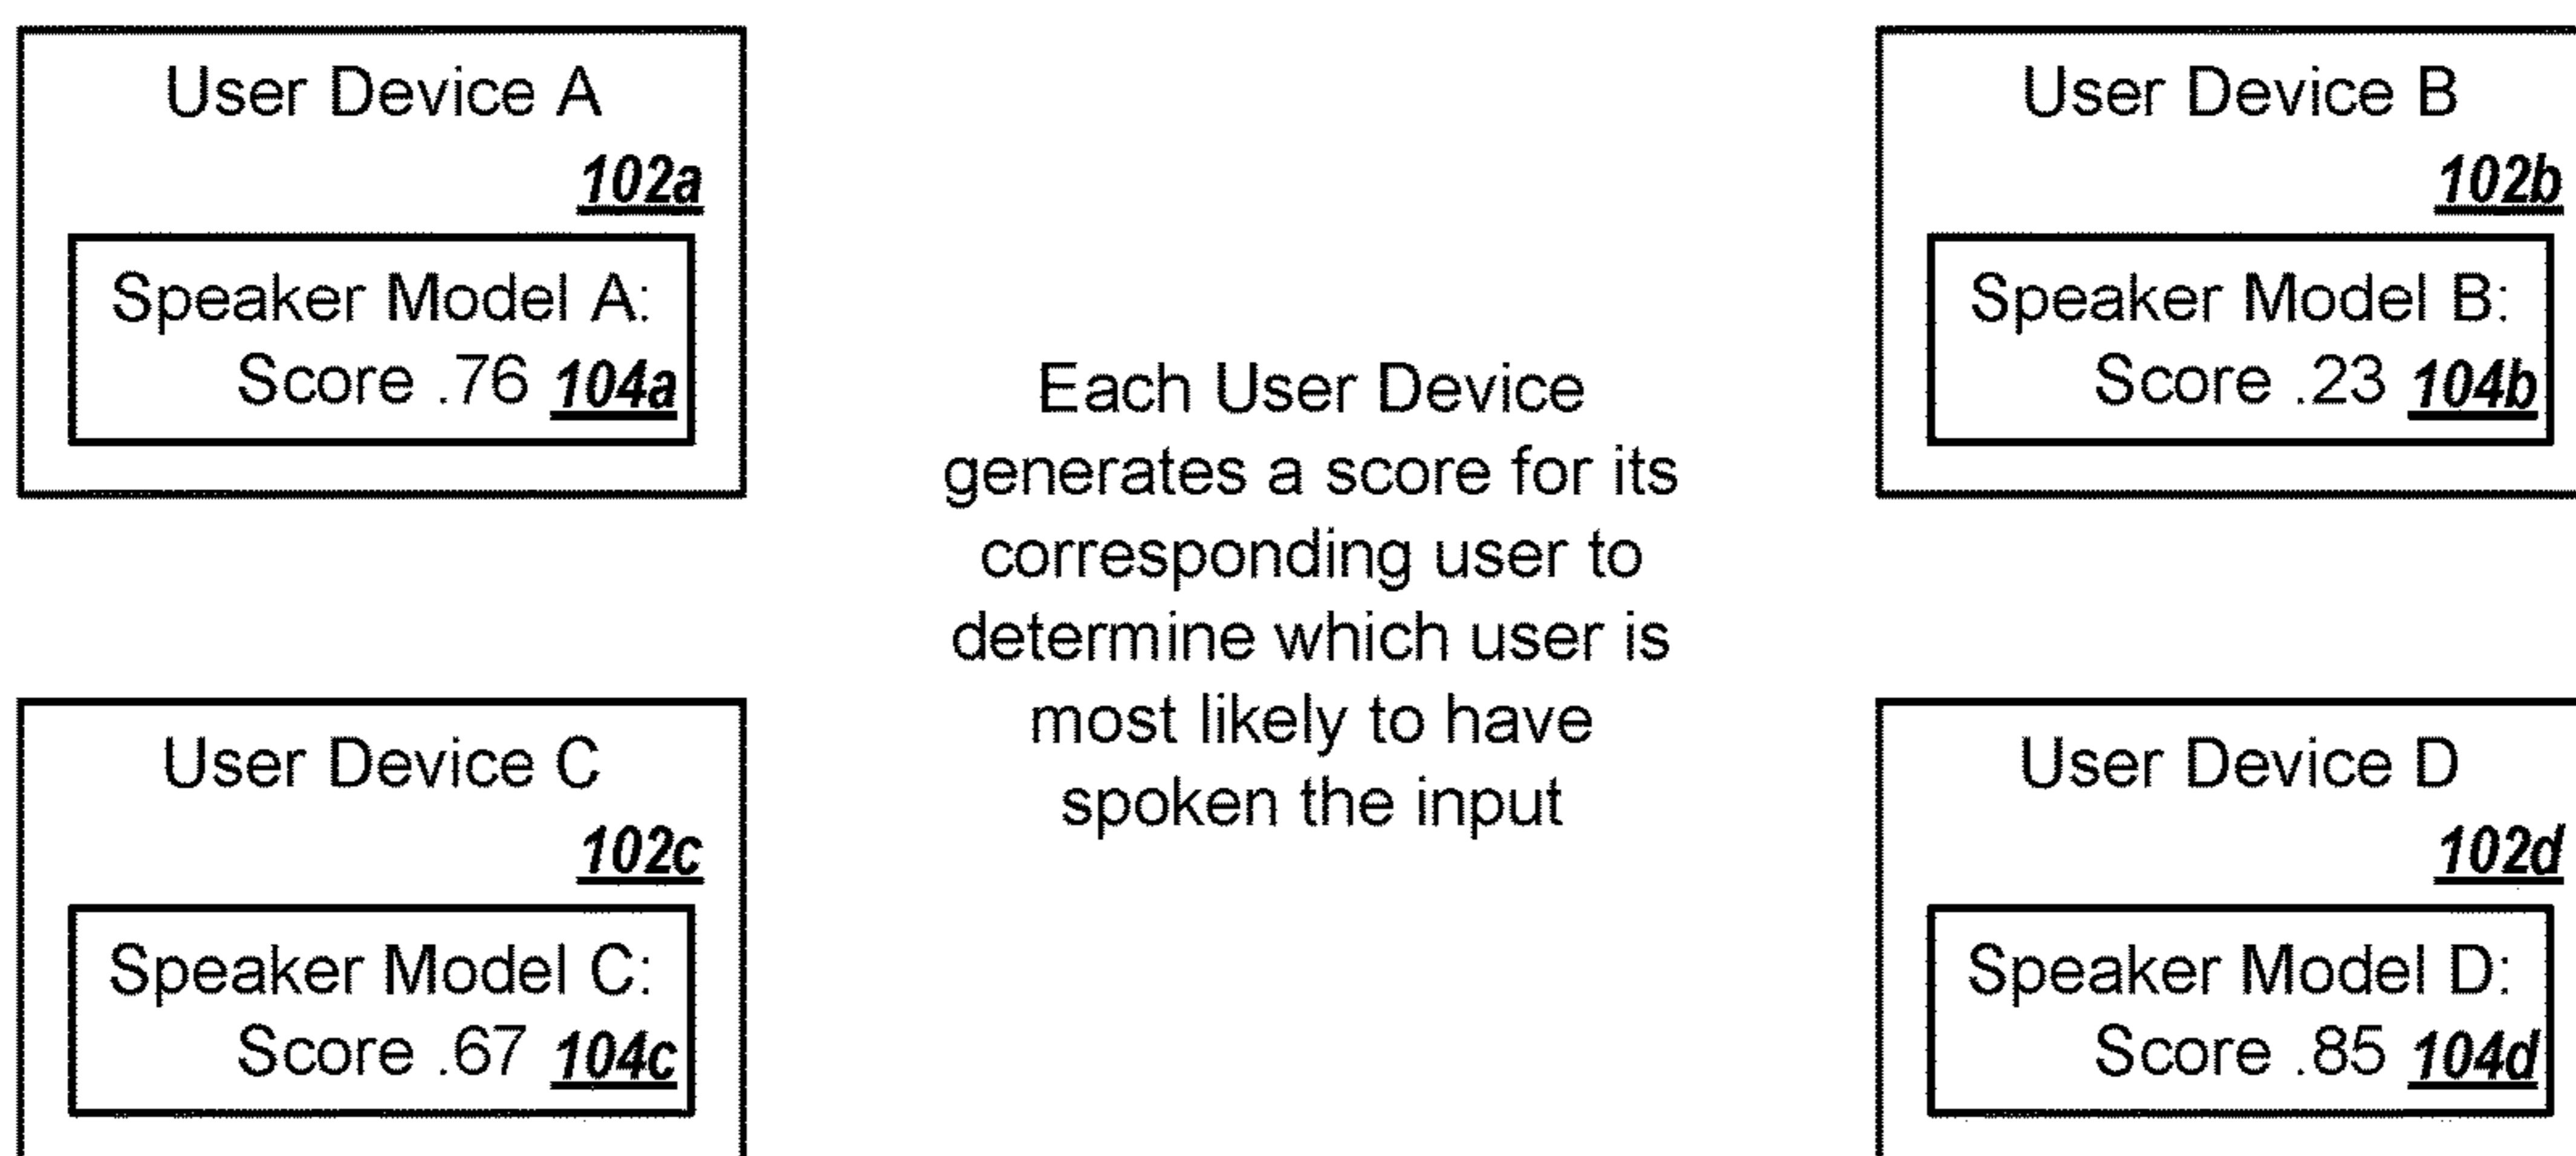 User Device A
102a
Speaker Model A:
Score .76 104a
User Device B
102b
Speaker Model B:
Score .23 104b
Each User Device
generates a score for its
corresponding user to
determine which user is
most likely to have
spoken the input
User Device C
102c
Speaker Model C:
Score .67 104c
User Device D
102d
Speaker Model D:
Score .85 104d